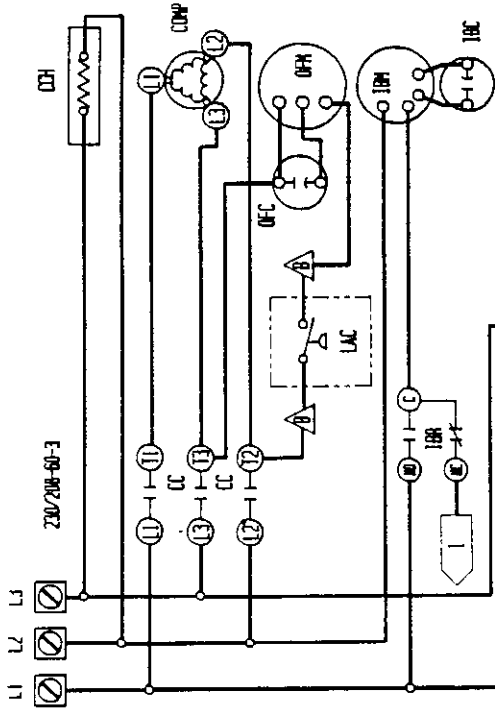 CCH
COMP
L1
L2
L3
OFM
OFC
IBM
IBC
B
LAC
B
230/208-60-3
L1
T1
CC
L3
T3
CC
L2
T2
C
IBR
NO
NC
1
L3
L2
L1